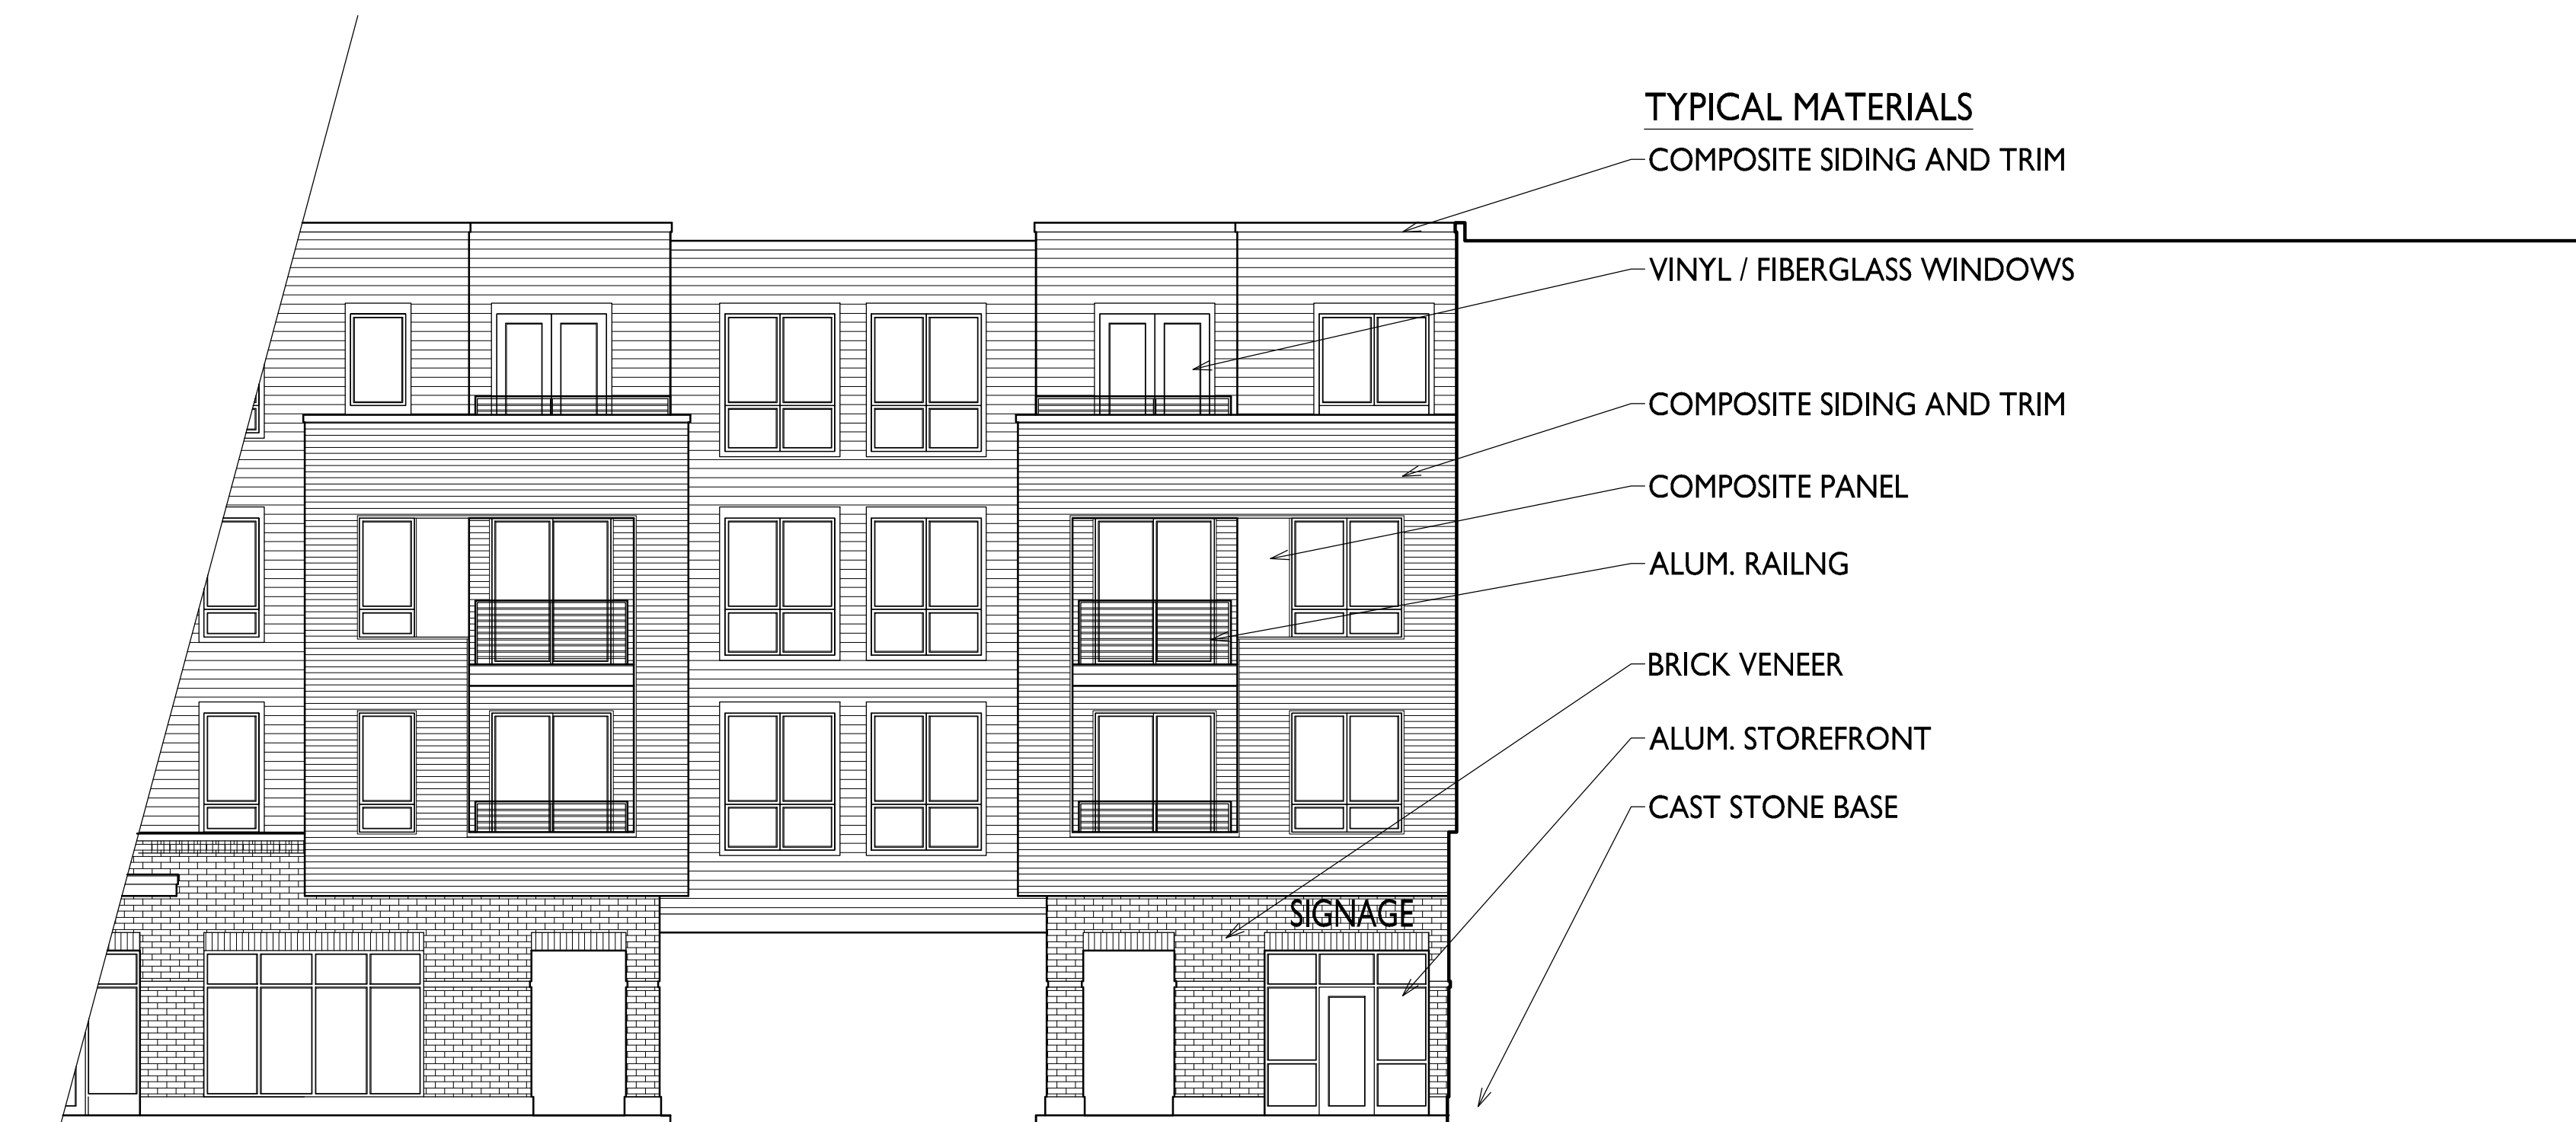 TYPICAL MATERIALS
COMPOSITE SIDING AND TRIM
VINYL / FIBERGLASS WINDOWS
COMPOSITE SIDING AND TRIM
COMPOSITE PANEL
ALUM. RAILNG
BRICK VENEER
ALUM. STOREFRONT
CAST STONE BASE
SIGNAGE